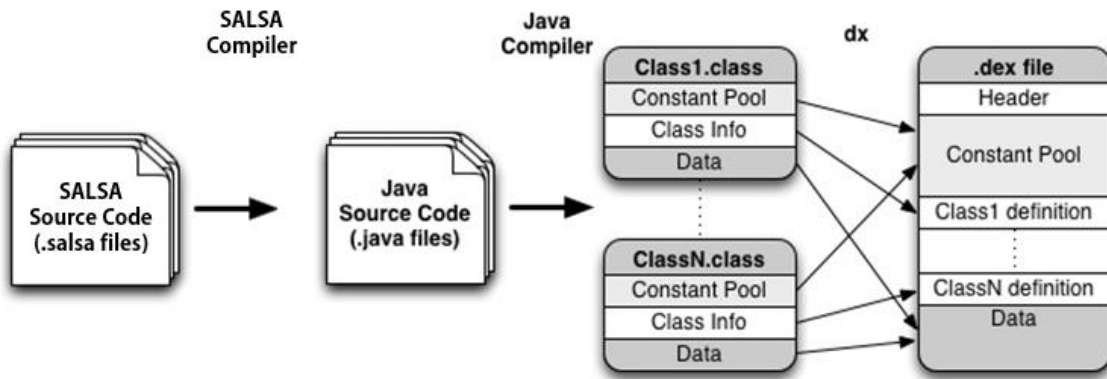 SALSA
Compiler
Java
Compiler
dx
SALSA
Source Code
(.salsa files)
Java
Source Code
(.java files)
Class1.class
Constant Pool
Class Info
Data
ClassN.class
Constant Pool
Class Info
Data
.dex file
Header
Constant Pool
Class1 definition
ClassN definition
Data